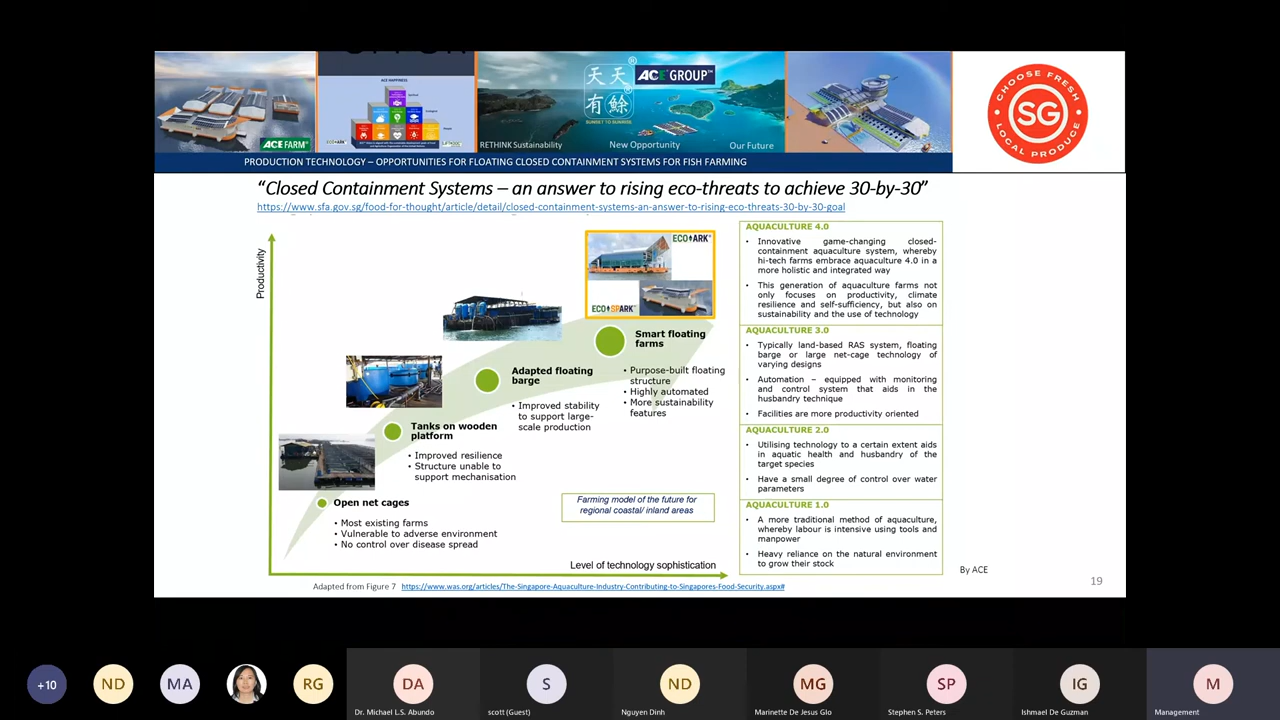 ACE FARM
ACE HAPPINESS
天天
有餘
SUNSET TO SUNRISE
ACE GROUP™
RETHINK Sustainability
New Opportunity
Our Future
CHOOSE FRESH
SG
LOCAL PRODUCE
PRODUCTION TECHNOLOGY – OPPORTUNITIES FOR FLOATING CLOSED CONTAINMENT SYSTEMS FOR FISH FARMING
“Closed Containment Systems – an answer to rising eco-threats to achieve 30-by-30”
https://www.sfa.gov.sg/food-for-thought/article/detail/closed-containment-systems-an-answer-to-rising-eco-threats-30-by-30-goal
Productivity
ECO ARK®
ECO SPARK®
Smart floating
farms
• Purpose-built floating
structure
• Highly automated
• More sustainability
features
Adapted floating
barge
• Improved stability
to support large-
scale production
Tanks on wooden
platform
• Improved resilience
• Structure unable to
support mechanisation
Open net cages
• Most existing farms
• Vulnerable to adverse environment
• No control over disease spread
Farming model of the future for
regional coastal/ inland areas
Level of technology sophistication
Adapted from Figure 7 https://www.was.org/articles/The-Singapore-Aquaculture-Industry-Contributing-to-Singapores-Food-Security.aspx#
AQUACULTURE 4.0
• Innovative game-changing closed-
containment aquaculture system, whereby
hi-tech farms embrace aquaculture 4.0 in a
more holistic and integrated way
• This generation of aquaculture farms not
only focuses on productivity, climate
resilience and self-sufficiency, but also on
sustainability and the use of technology
AQUACULTURE 3.0
• Typically land-based RAS system, floating
barge or large net-cage technology of
varying designs
• Automation – equipped with monitoring
and control system that aids in the
husbandry technique
• Facilities are more productivity oriented
AQUACULTURE 2.0
• Utilising technology to a certain extent aids
in aquatic health and husbandry of the
target species
• Have a small degree of control over water
parameters
AQUACULTURE 1.0
• A more traditional method of aquaculture,
whereby labour is intensive using tools and
manpower
• Heavy reliance on the natural environment
to grow their stock
By ACE
19
+10
ND
MA
RG
DA
Dr. Michael L.S. Abundo
S
scott (Guest)
ND
Nguyen Dinh
MG
Marinette De Jesus Glo
SP
Stephen S. Peters
IG
Ishmael De Guzman
M
Management